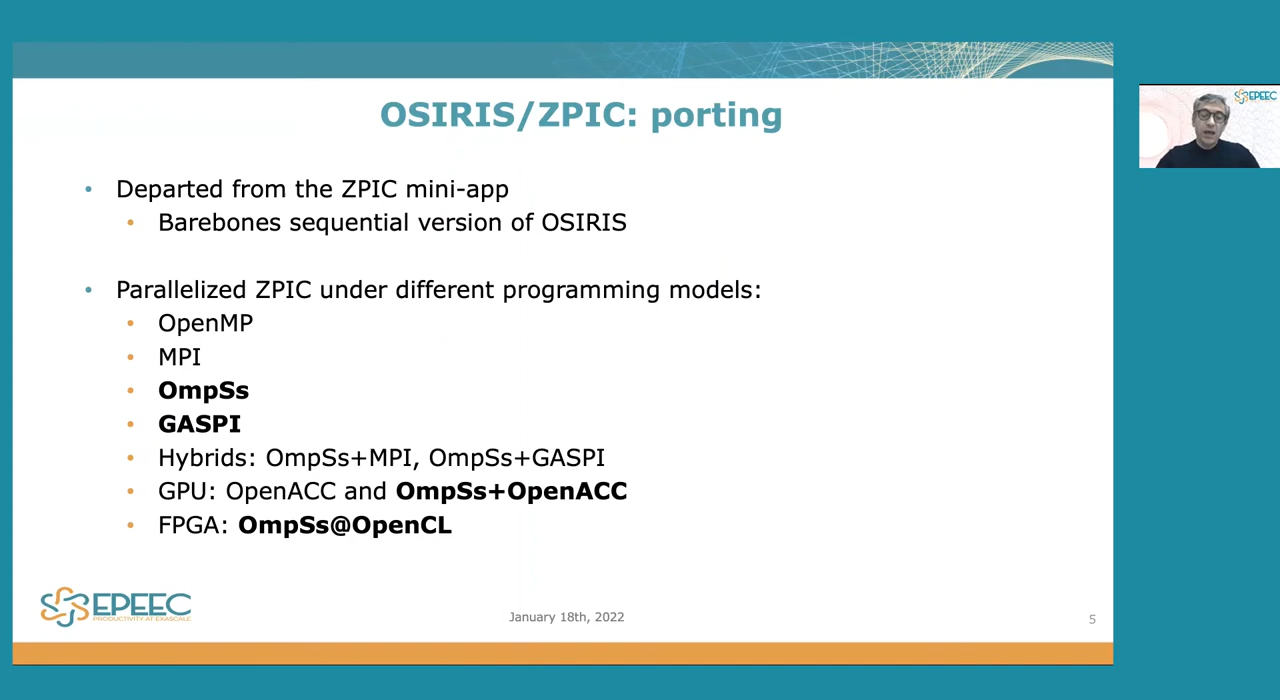 OSIRIS/ZPIC: porting
• Departed from the ZPIC mini-app
• Barebones sequential version of OSIRIS
• Parallelized ZPIC under different programming models:
• OpenMP
• MPI
• OmpSs
• GASPI
• Hybrids: OmpSs+MPI, OmpSs+GASPI
• GPU: OpenACC and OmpSs+OpenACC
• FPGA: OmpSs@OpenCL
EPEEC
PRODUCTIVITY AT EXASCALE
January 18th, 2022
5
EPEEC